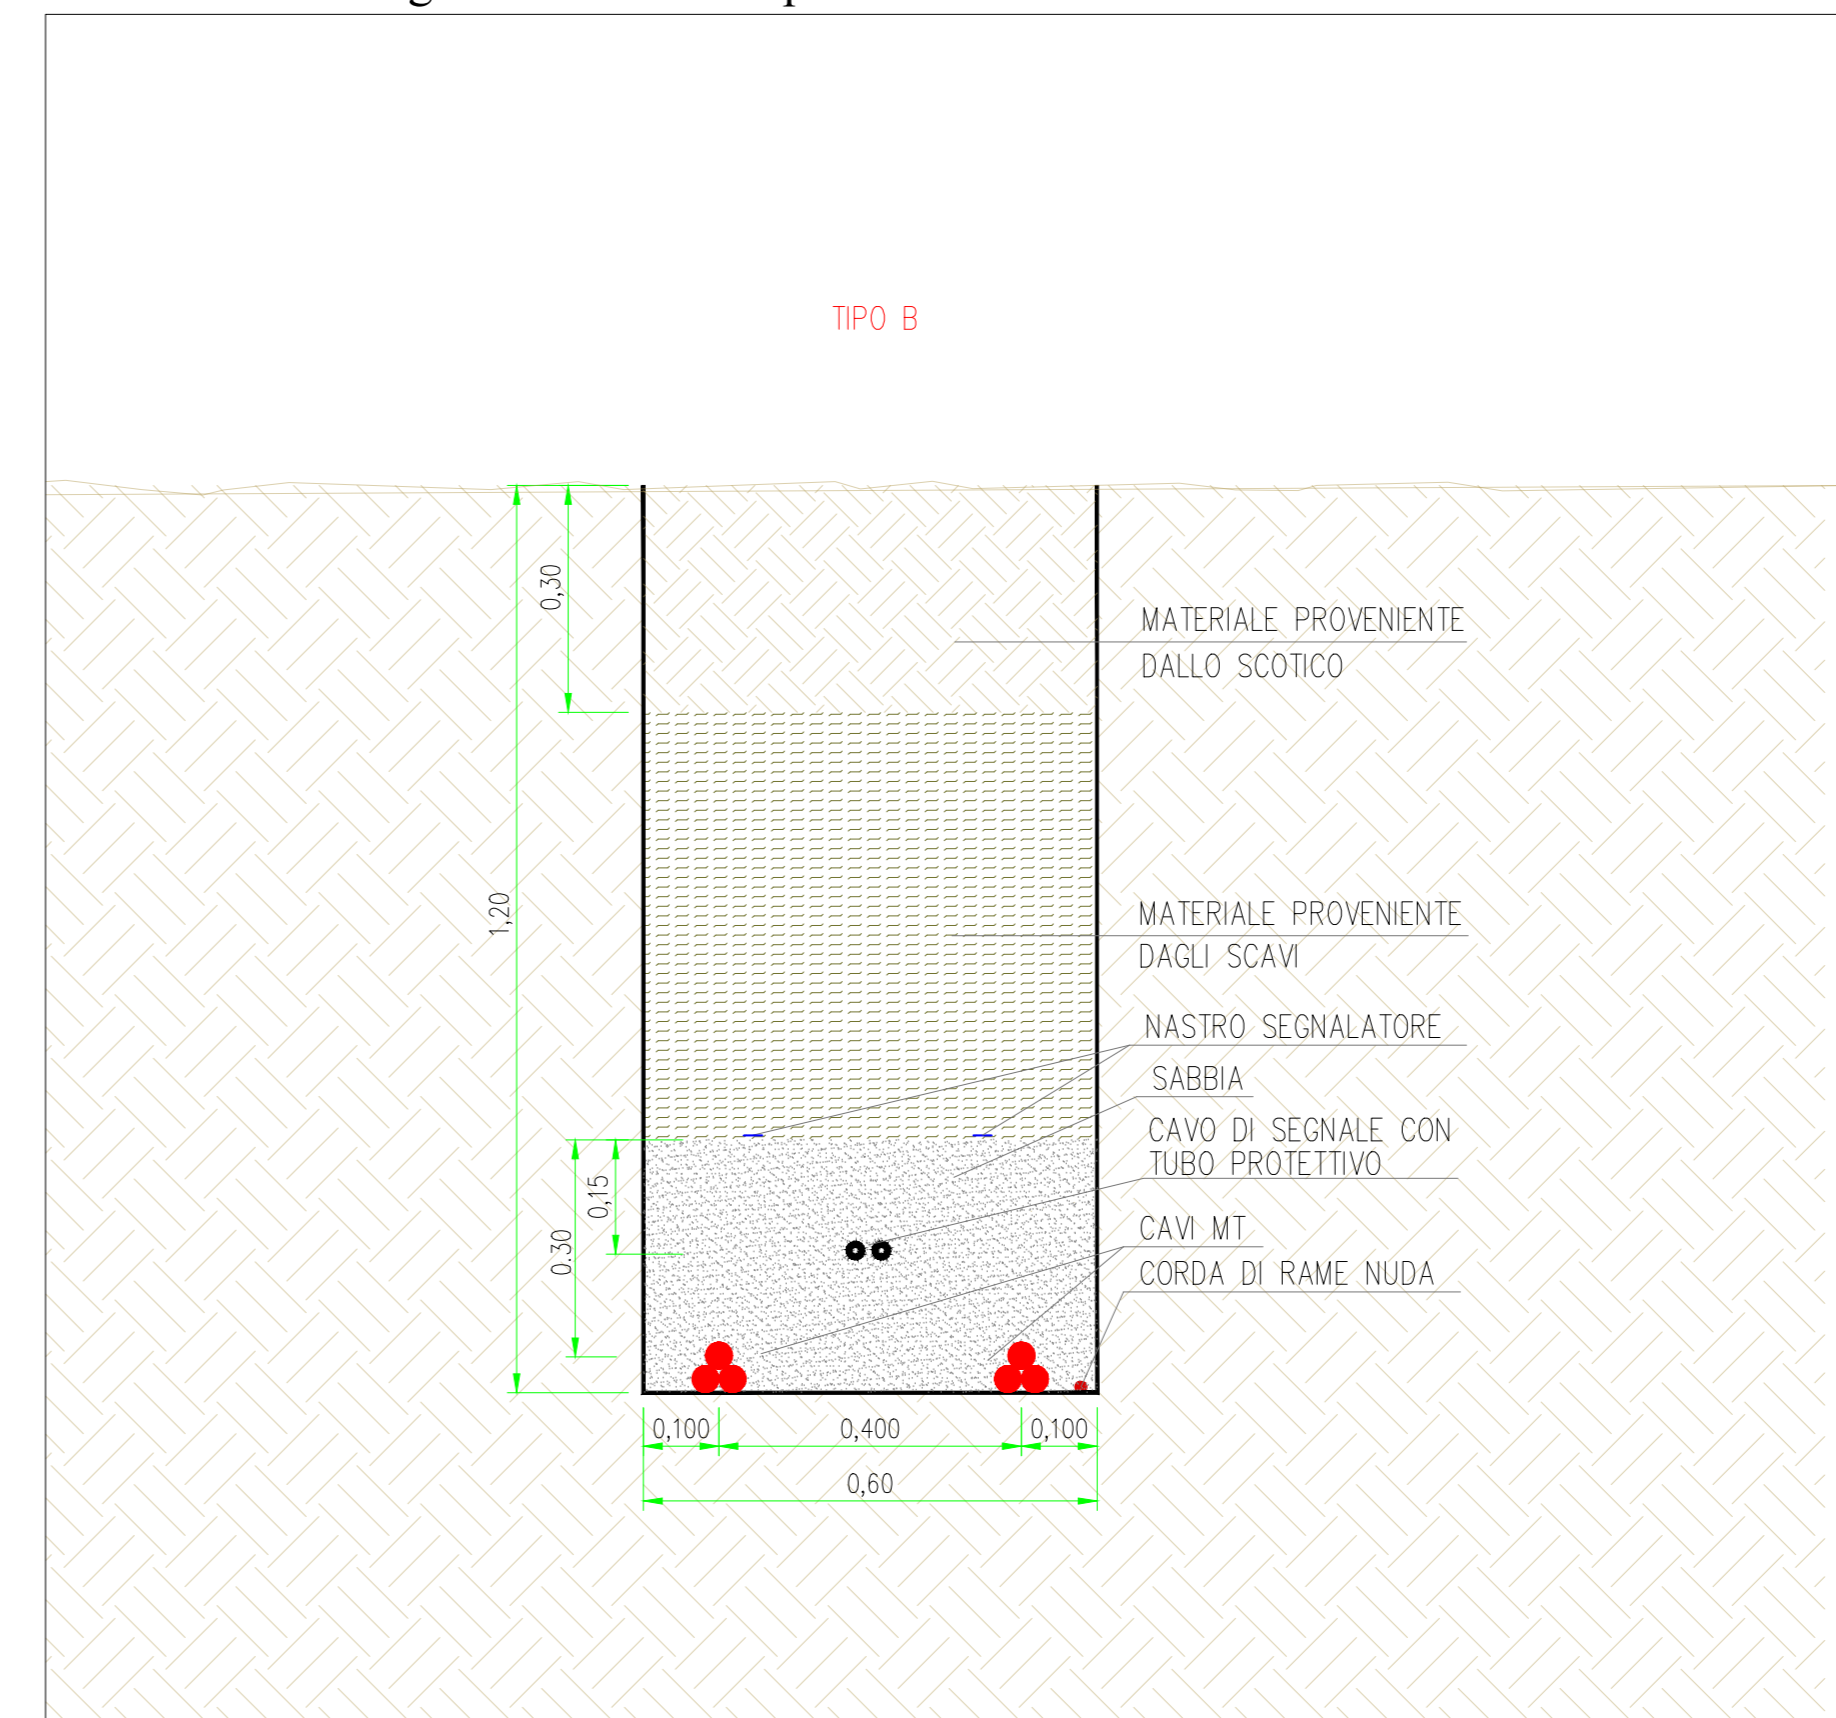 TIPO B
0,30
MATERIALE PROVENIENTE
DALLO SCOTICO
1,20
MATERIALE PROVENIENTE
DAGLI SCAVI
NASTRO SEGNALATORE
SABBIA
CAVO DI SEGNALE CON
TUBO PROTETTIVO
0,15
0.30
CAVI MT
CORDA DI RAME NUDA
0,100
0,400
0,100
0,60